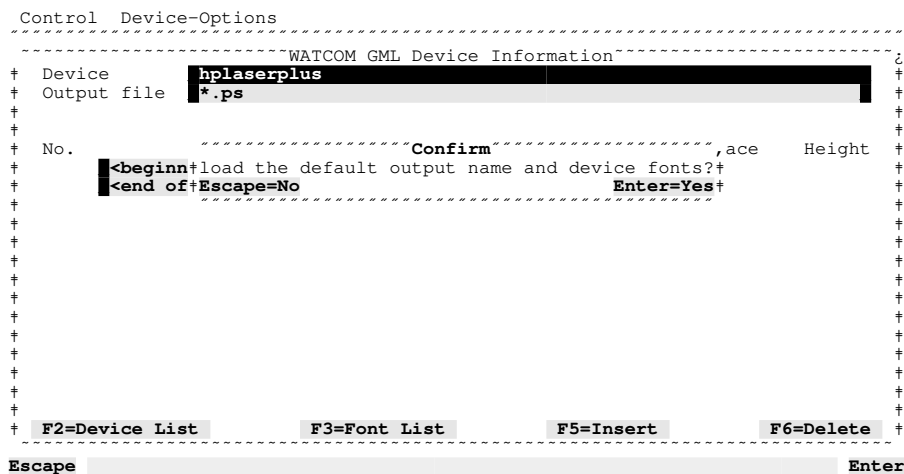 Control  Device-Options
WATCOM GML Device Information
Device hplaserplus
Output file *.ps
No. Confirm ,ace Height
<beginn load the default output name and device fonts?
<end of Escape=No Enter=Yes
F2=Device List F3=Font List F5=Insert F6=Delete
Escape Enter